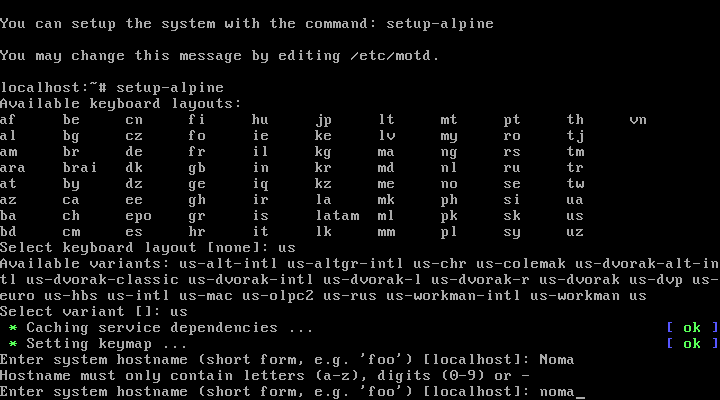 You can setup the system with the command: setup-alpine
You may change this message by editing /etc/motd.
localhost:~# setup-alpine
Available keyboard layouts:
af be cn fi hu jp lt mt pt th vn
al bg cz fo ie ke lv my ro tj
am br de fr il kg ma ng rs tm
ara brai dk gb in kr md nl ru tr
at by dz ge iq kz me no se tw
az ca ee gh ir la mk ph si ua
ba ch epo gr is latam ml pk sk us
bd cm es hr it lk mm pl sy uz
Select keyboard layout [none]: us
Available variants: us-alt-intl us-altgr-intl us-chr us-colemak us-dvorak-alt-in
tl us-dvorak-classic us-dvorak-intl us-dvorak-l us-dvorak-r us-dvorak us-dvp us-
euro us-hbs us-intl us-mac us-olpc2 us-rus us-workman-intl us-workman us
Select variant []: us
* Caching service dependencies ... [ ok ]
* Setting keymap ... [ ok ]
Enter system hostname (short form, e.g. 'foo') [localhost]: Noma
Hostname must only contain letters (a-z), digits (0-9) or -
Enter system hostname (short form, e.g. 'foo') [localhost]: noma_